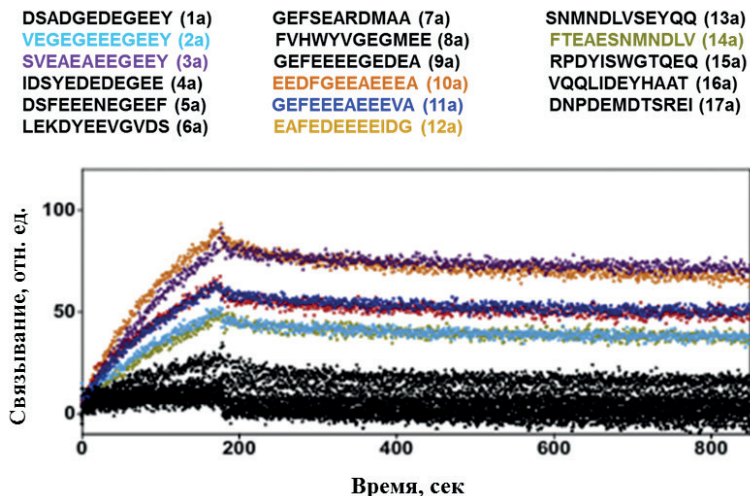 DSADGEDEGEEY (1a)
VEGEGEEEGEEY (2a)
SVEAEAEEGEEY (3a)
IDSYEDEDEGEE (4a)
DSFEEENEGEEF (5a)
LEKDYEEVGVDS (6a)
GEFSEARDMAA (7a)
FVHWYVGEGMEE (8a)
GEFEEEEGEDEA (9a)
EEDFGEEAEEEA (10a)
GEFEEEAEEEVA (11a)
EAFEDEEEEIDG (12a)
SNMNDLVSEYQQ (13a)
FTEAESNMNDLV (14a)
RPDYISWGTQEQ (15a)
VQQLIDEYHAAT (16a)
DNPDEMDTSREI (17a)
Связывание, отн. ед.
100
50
0
0
200
400
600
800
Время, сек